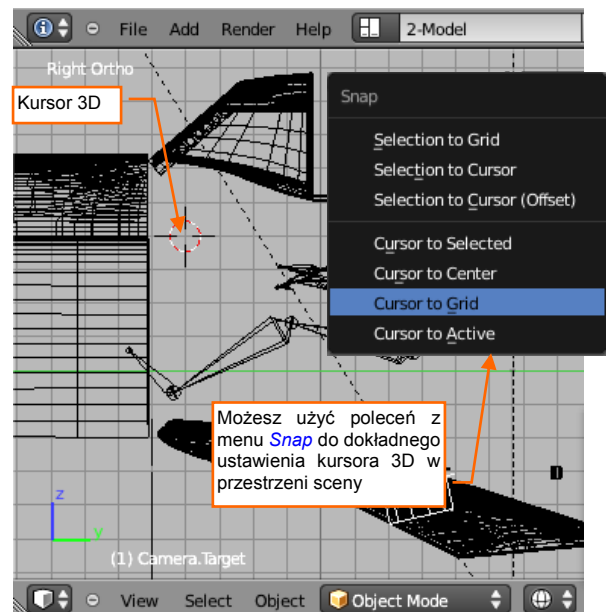 File Add Render Help 2-Model
Right Ortho
Kursor 3D
Snap
Selection to Grid
Selection to Cursor
Selection to Cursor (Offset)
Cursor to Selected
Cursor to Center
Cursor to Grid
Cursor to Active
Możesz użyć poleceń z
menu Snap do dokładnego
ustawienia kursora 3D w
przestrzeni sceny
z
Y
(1) Camera.Target
View Select Object Object Mode